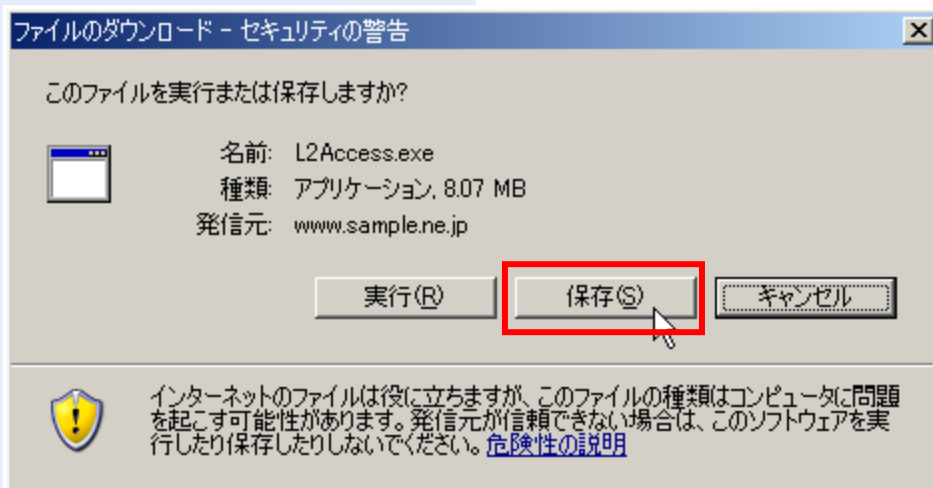 ファイルのダウンロード - セキュリティの警告
このファイルを実行または保存しますか?
名前: L2Access.exe
種類: アプリケーション, 8.07 MB
発信元: www.sample.ne.jp
実行(R) 保存(S) キャンセル
インターネットのファイルは役に立ちますが、このファイルの種類はコンピュータに問題
を起こす可能性があります。発信元が信頼できない場合は、このソフトウェアを実
行したり保存したりしないでください。危険性の説明